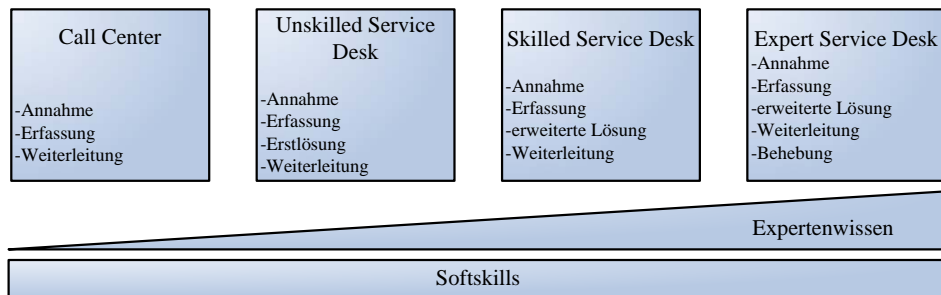 Call Center
-Annahme
-Erfassung
-Weiterleitung
Unskilled Service
Desk
-Annahme
-Erfassung
-Erstlösung
-Weiterleitung
Skilled Service Desk
-Annahme
-Erfassung
-erweiterte Lösung
-Weiterleitung
Expert Service Desk
-Annahme
-Erfassung
-erweiterte Lösung
-Weiterleitung
-Behebung
Expertenwissen
Softskills